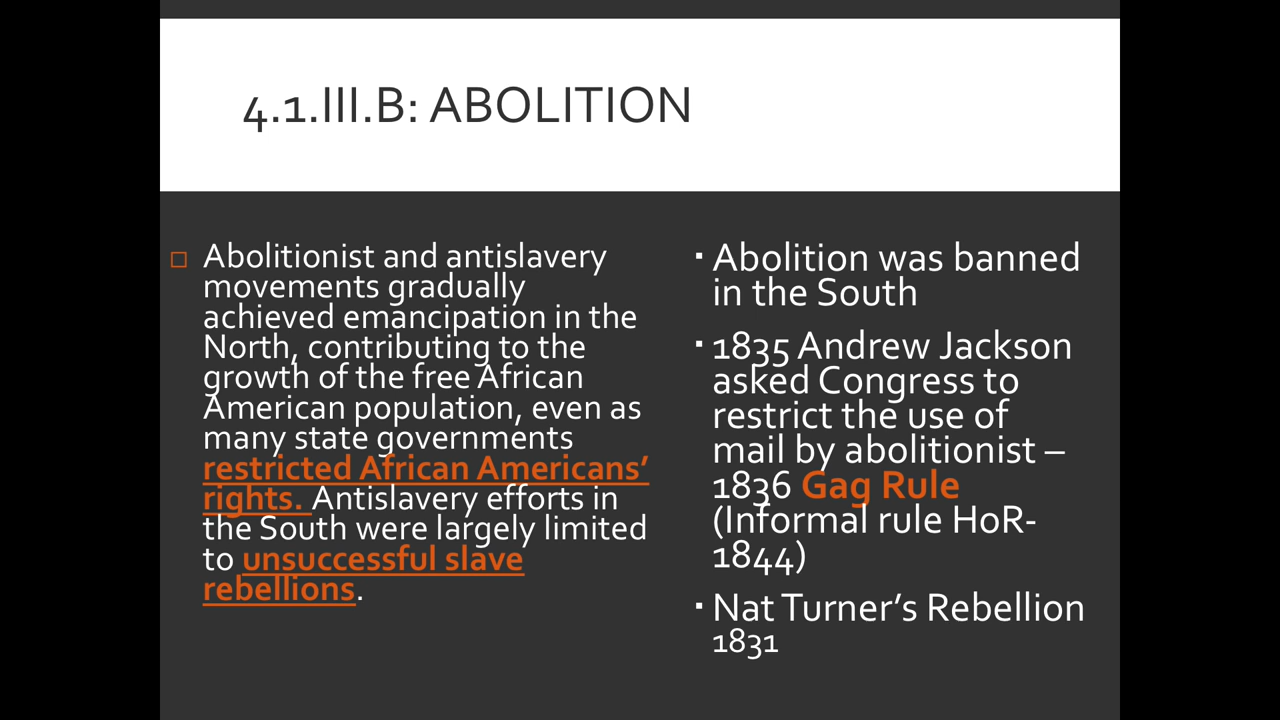 4.1.III.B: ABOLITION
Abolitionist and antislavery
movements gradually
achieved emancipation in the
North, contributing to the
growth of the free African
American population, even as
many state governments
restricted African Americans’
rights. Antislavery efforts in
the South were largely limited
to unsuccessful slave
rebellions.
▪ Abolition was banned
in the South
▪ 1835 Andrew Jackson
asked Congress to
restrict the use of
mail by abolitionist –
1836 Gag Rule
(Informal rule HoR-
1844)
▪ Nat Turner’s Rebellion
1831